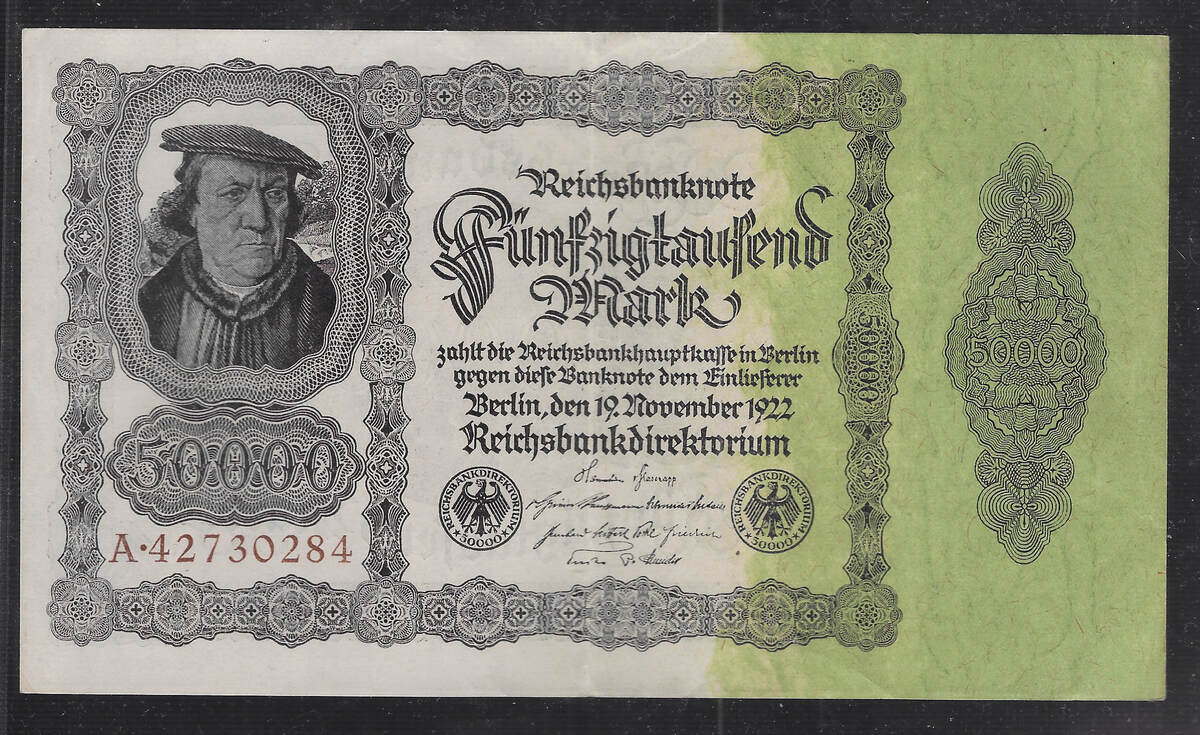 Reichsbanknote
Fünfzigtausend
Mark
zahlt die Reichsbankhauptkasse in Berlin
gegen diese Banknote dem Einlieferer
Berlin, den 19. November 1922
Reichsbankdirektorium
50000
A·42730284
REICHSBANKDIREKTORIUM
★50000★
REICHSBANKDIREKTORIUM
★50000★
50000
50000